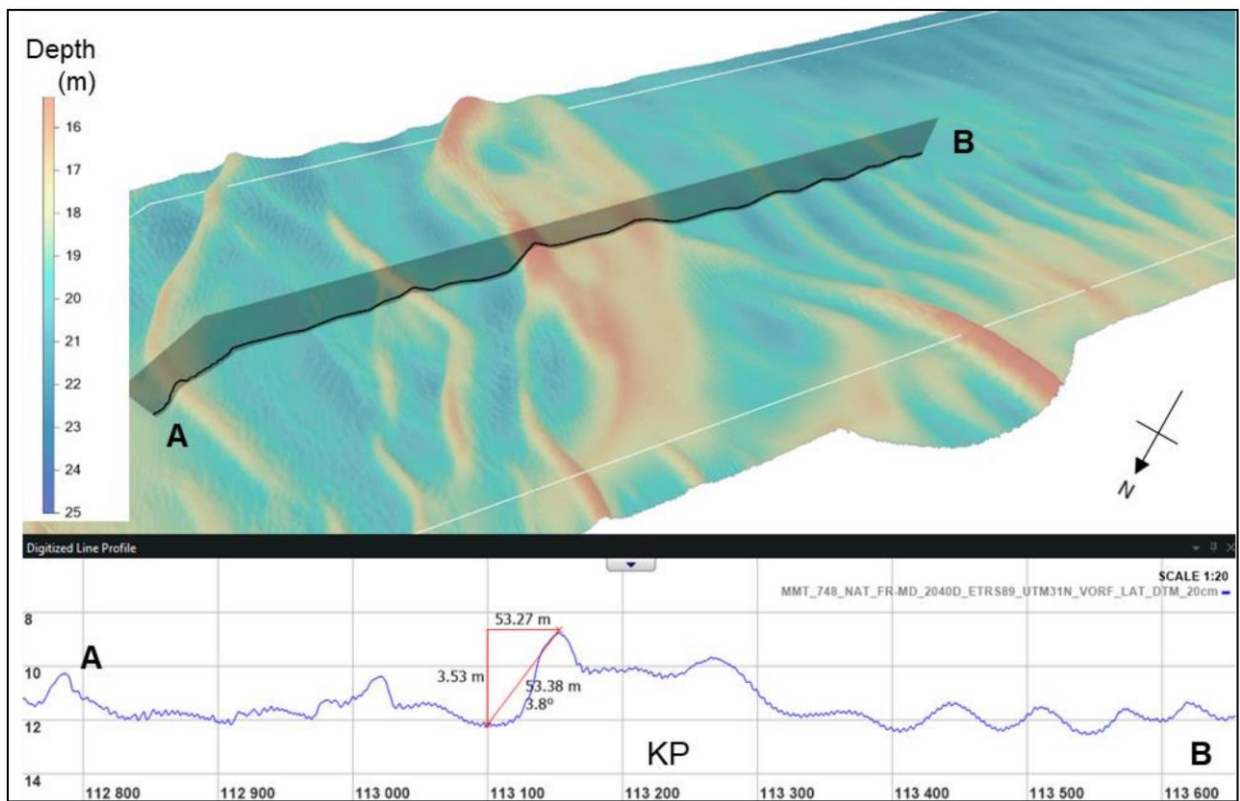 Depth
(m)
16
17
18
19
20
21
22
23
24
25
A
B
N
Digitized Line Profile
SCALE 1:20
MMT_748_NAT_FR-MD_2040D_ETRS89_UTM31N_VORF_LAT_DTM_20cm
8
53.27 m
A
10
3.53 m
53.38 m
3.8°
12
KP
B
14
112 800
112 900
113 000
113 100
113 200
113 300
113 400
113 500
113 600